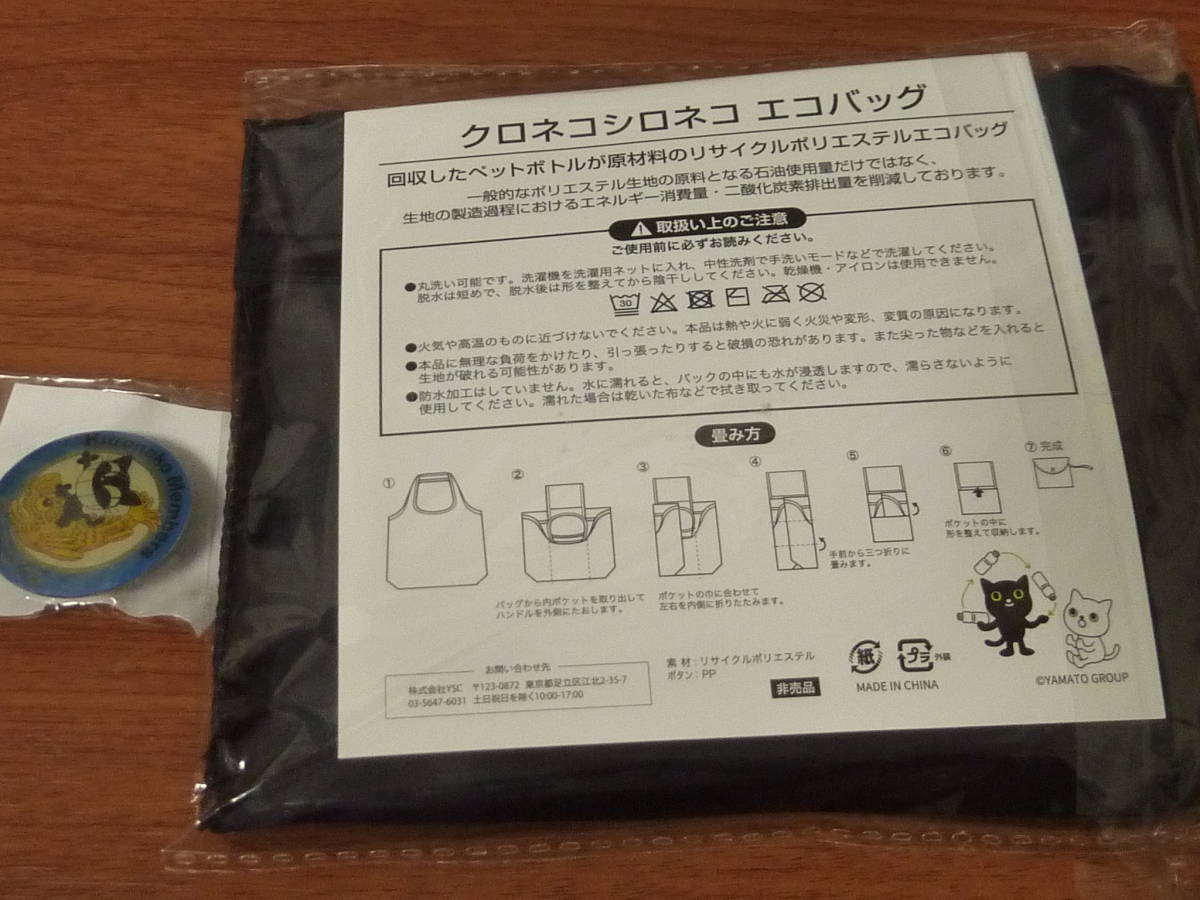 クロネコシロネコ エコバッグ
回収したペットボトルが原材料のリサイクルポリエステルエコバッグ
一般的なポリエステル生地の原料となる石油使用量だけではなく、
生地の製造過程におけるエネルギー消費量・二酸化炭素排出量を削減しております。
取扱い上のご注意
ご使用前に必ずお読みください。
●丸洗い可能です。洗濯機を洗濯用ネットに入れ、中性洗剤で手洗いモードなどで洗濯してください。
脱水は短めで、脱水後は形を整えてから陰干ししてください。乾燥機・アイロンは使用できません。
30
●火気や高温のものに近づけないでください。本品は熱や火に弱く火災や変形、変質の原因になります。
●本品に無理な負荷をかけたり、引っ張ったりすると破損の恐れがあります。また尖った物などを入れると
生地が破れる可能性があります。
●防水加工はしていません。水に濡れると、バックの中にも水が浸透しますので、濡らさないように
使用してください。濡れた場合は乾いた布などで拭き取ってください。
畳み方
① ② ③ ④ ⑤ ⑥ ⑦ 完成
バッグから内ポケットを取り出して
ハンドルを外側にたおします。
ポケットの巾に合わせて
左右を内側に折りたたみます。
手前から三つ折りに
畳みます。
ポケットの中に
形を整えて収納します。
お問い合わせ先
株式会社YSC 〒123-0872 東京都足立区江北2-35-7
03-5647-6031 土日祝日を除く10:00-17:00
素 材：リサイクルポリエステル
ボタン：PP
非売品
紙 プラ 外装
MADE IN CHINA
©YAMATO GROUP
Kuroneko Members